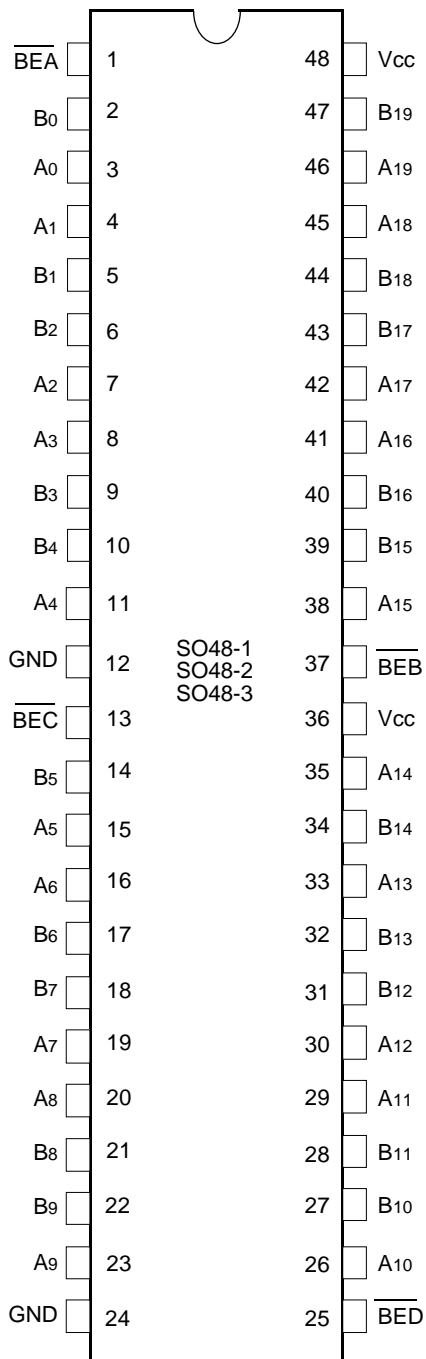 BEA 1 48 Vcc
B0 2 47 B19
A0 3 46 A19
A1 4 45 A18
B1 5 44 B18
B2 6 43 B17
A2 7 42 A17
A3 8 41 A16
B3 9 40 B16
B4 10 39 B15
A4 11 38 A15
SO48-1
GND 12 SO48-2 37 BEB
SO48-3
BEC 13 36 Vcc
B5 14 35 A14
A5 15 34 B14
A6 16 33 A13
B6 17 32 B13
B7 18 31 B12
A7 19 30 A12
A8 20 29 A11
B8 21 28 B11
B9 22 27 B10
A9 23 26 A10
GND 24 25 BED